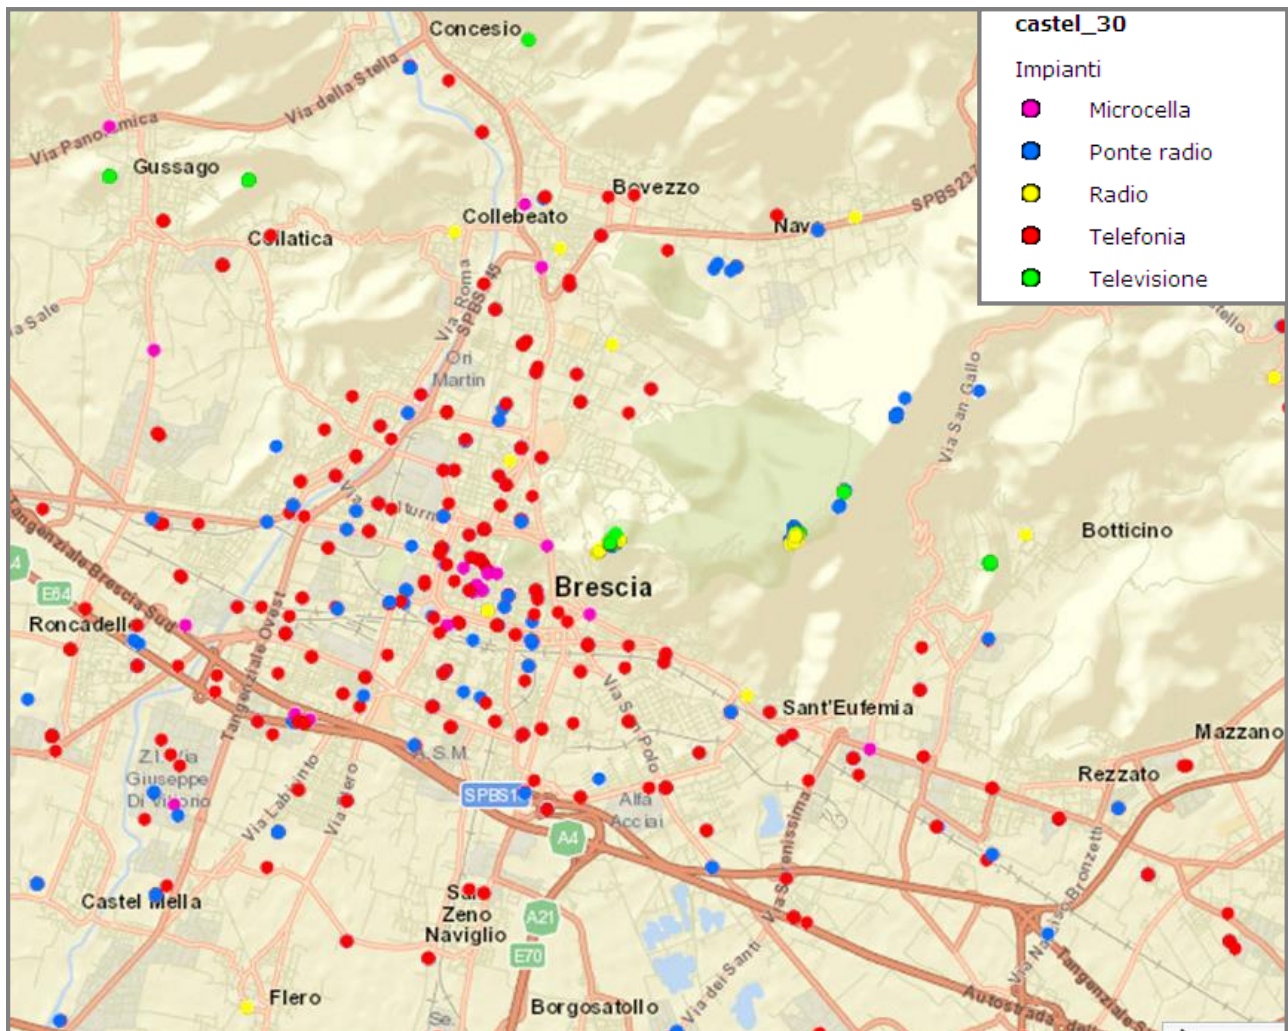 castel_30
Impianti
Microcella
Ponte radio
Radio
Telefonia
Televisione
Concesio
Via della Stella
Via Panoramica
Gussago
Bovezzo
SPBS237
Collebeato
Nave
Cellatica
Via Roma
SPBS 45
Ori
Martin
Via San Gallo
Botticino
Brescia
Tangenziale Brescia Sud
E64
Roncadelle
Tangenziale Ovest
Via San Polo
Sant'Eufemia
Mazzano
Z.I. Via
Giuseppe
Di Vittorio
A.S.M.
Rezzato
SPBS1
Alfa
Acciai
Via Labirinto
A4
Via Serenissima
Castel Mella
San
Zeno
Naviglio
A21
E70
Via dei Santi
Flero
Borgosatollo